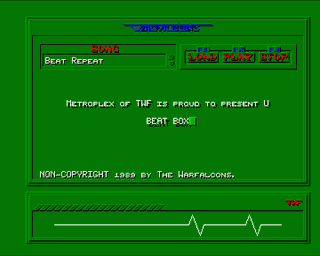 WARFALCONS
SONG
LOAD PLAY STOP
BEAT REPEAT
METROPLEX OF TWF IS PROUD TO PRESENT U
BEAT BOX
NON-COPYRIGHT 1989 BY THE WARFALCONS.
TWF